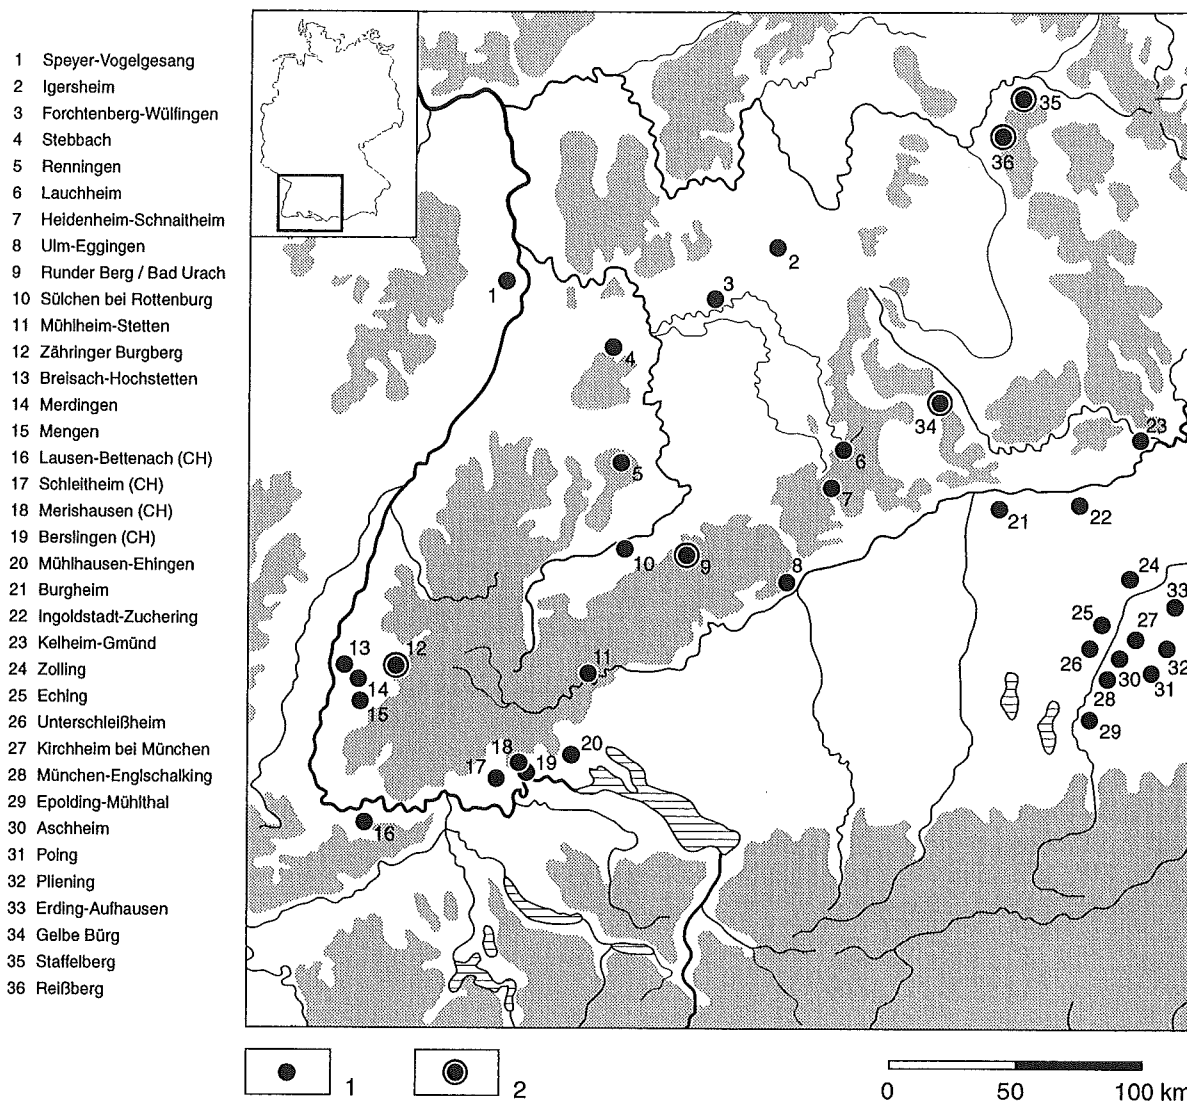 1 Speyer-Vogelgesang
2 Igersheim
3 Forchtenberg-Wülfingen
4 Stebbach
5 Renningen
6 Lauchheim
7 Heidenheim-Schnaitheim
8 Ulm-Eggingen
9 Runder Berg / Bad Urach
10 Sülchen bei Rottenburg
11 Mühlheim-Stetten
12 Zähringer Burgberg
13 Breisach-Hochstetten
14 Merdingen
15 Mengen
16 Lausen-Bettenach (CH)
17 Schleitheim (CH)
18 Merishausen (CH)
19 Berslingen (CH)
20 Mühlhausen-Ehingen
21 Burgheim
22 Ingoldstadt-Zuchering
23 Kelheim-Gmünd
24 Zolling
25 Eching
26 Unterschleißheim
27 Kirchheim bei München
28 München-Englschalking
29 Epolding-Mühlthal
30 Aschheim
31 Poing
32 Pliening
33 Erding-Aufhausen
34 Gelbe Bürg
35 Staffelberg
36 Reißberg
35
36
2
1
3
4
34
23
6
5
7
21
22
10
9
8
24
33
25
27
13
12
26
32
11
14
30
31
15
28
29
18
20
17
19
16
1
2
0 50 100 km